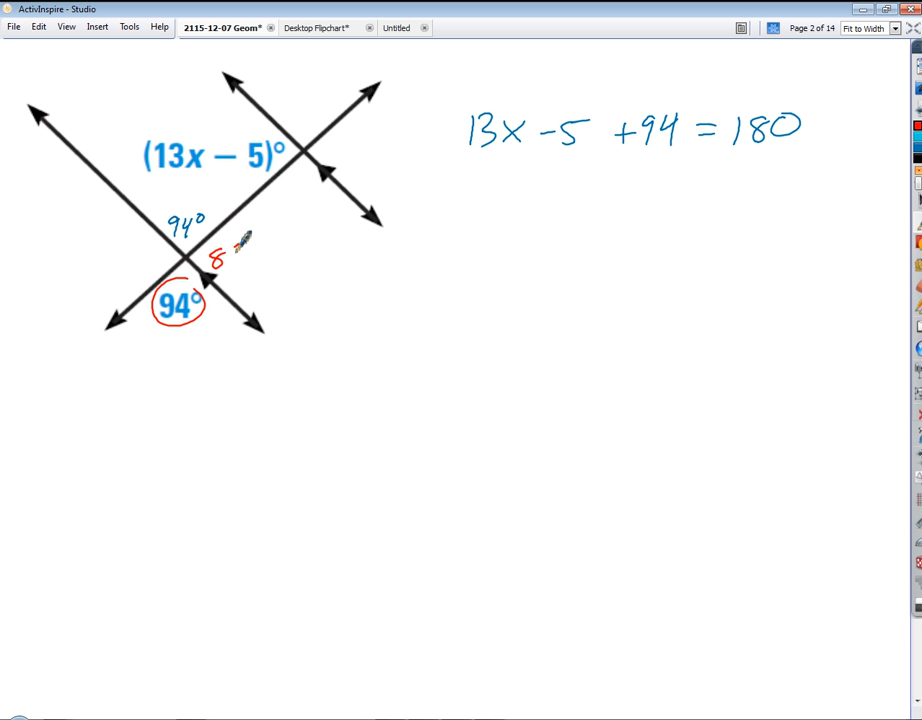 ActivInspire - Studio
File Edit View Insert Tools Help 2115-12-07 Geom* Desktop Flipchart* Untitled Page 2 of 14 Fit to Width
(13x − 5)°
13x -5 +94 = 180
94°
8
94°